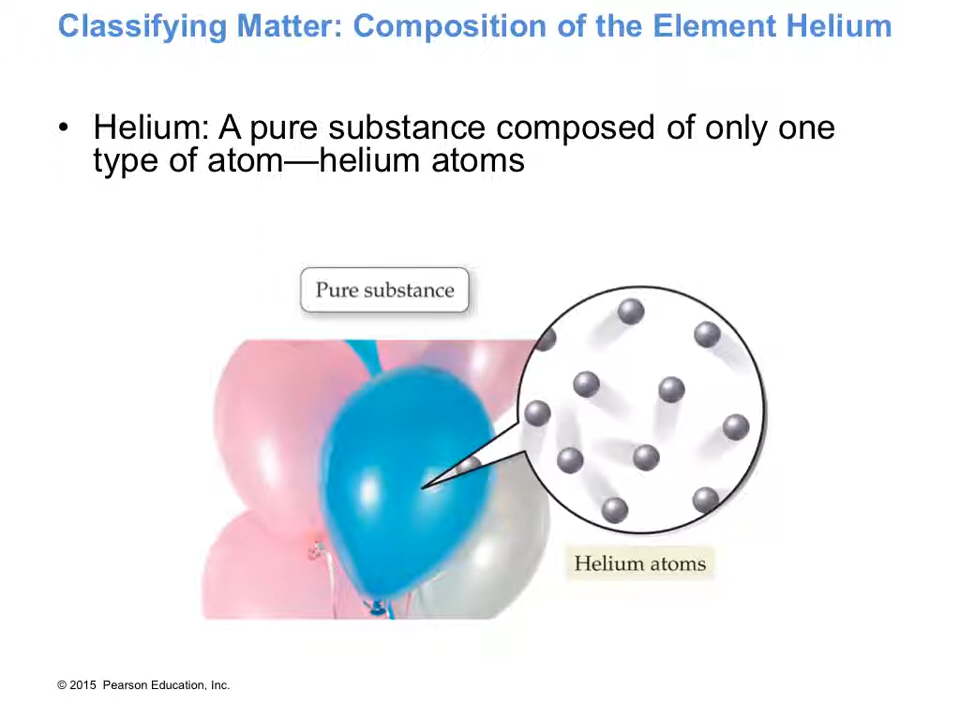 Classifying Matter: Composition of the Element Helium
• Helium: A pure substance composed of only one
type of atom—helium atoms
Pure substance
Helium atoms
© 2015 Pearson Education, Inc.